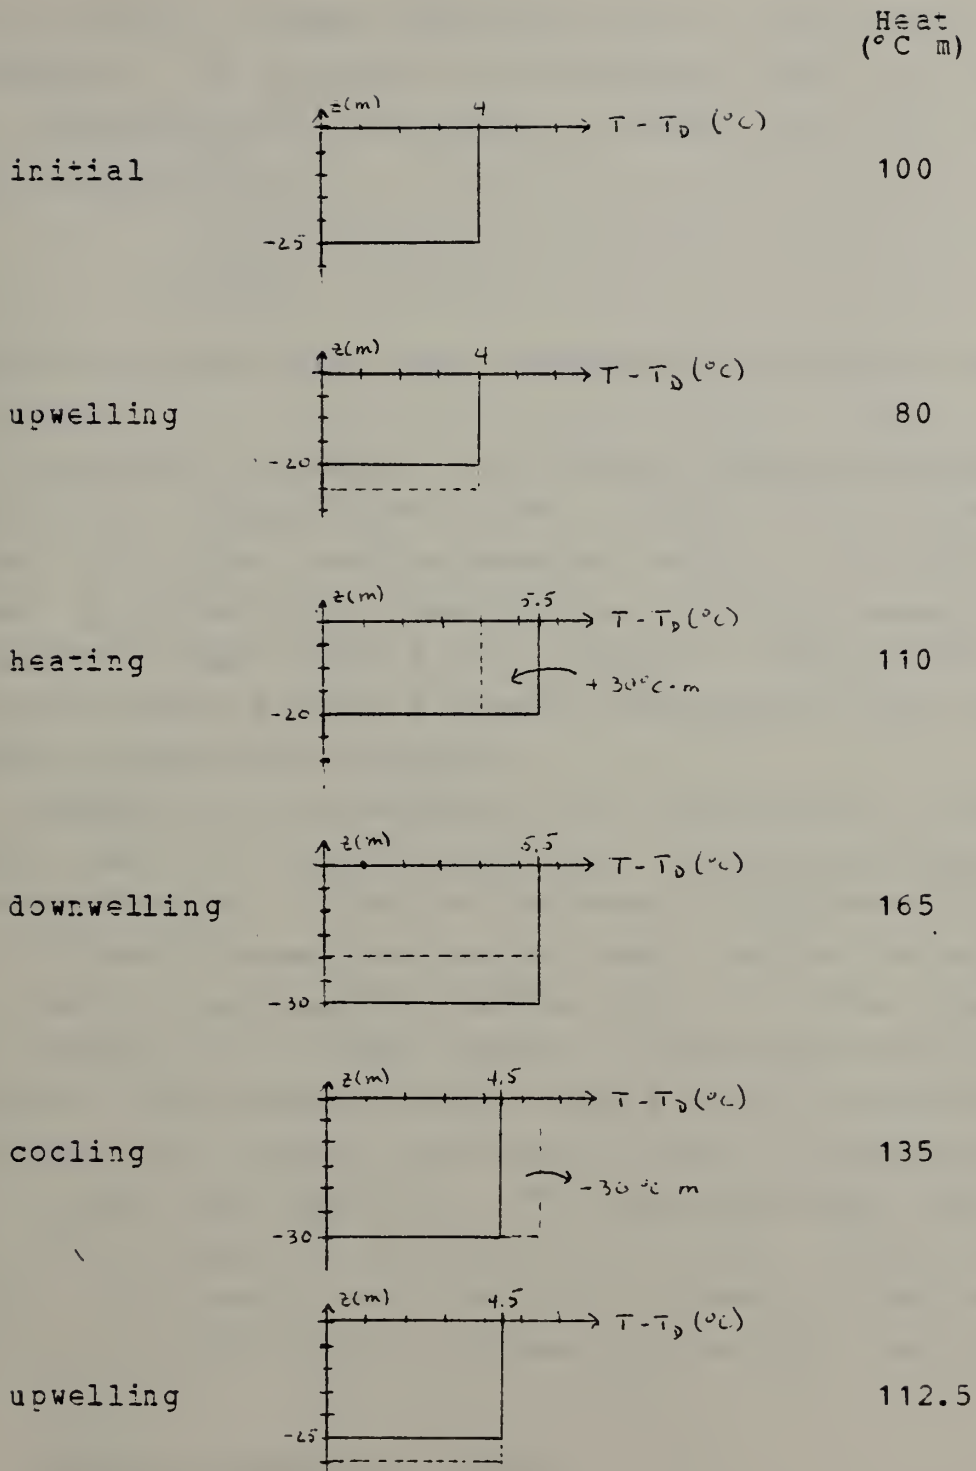 Heat
(°C m)
z(m) 4 T - T_D (°C)
initial 100
-25
z(m) 4 T - T_D (°C)
upwelling 80
-20
z(m) 5.5 T - T_D (°C)
heating 110
+ 30°C·m
-20
z(m) 5.5 T - T_D (°C)
downwelling 165
-30
z(m) 4.5 T - T_D (°C)
cocling 135
-30 °C m
-30
z(m) 4.5 T - T_D (°C)
upwelling 112.5
-25